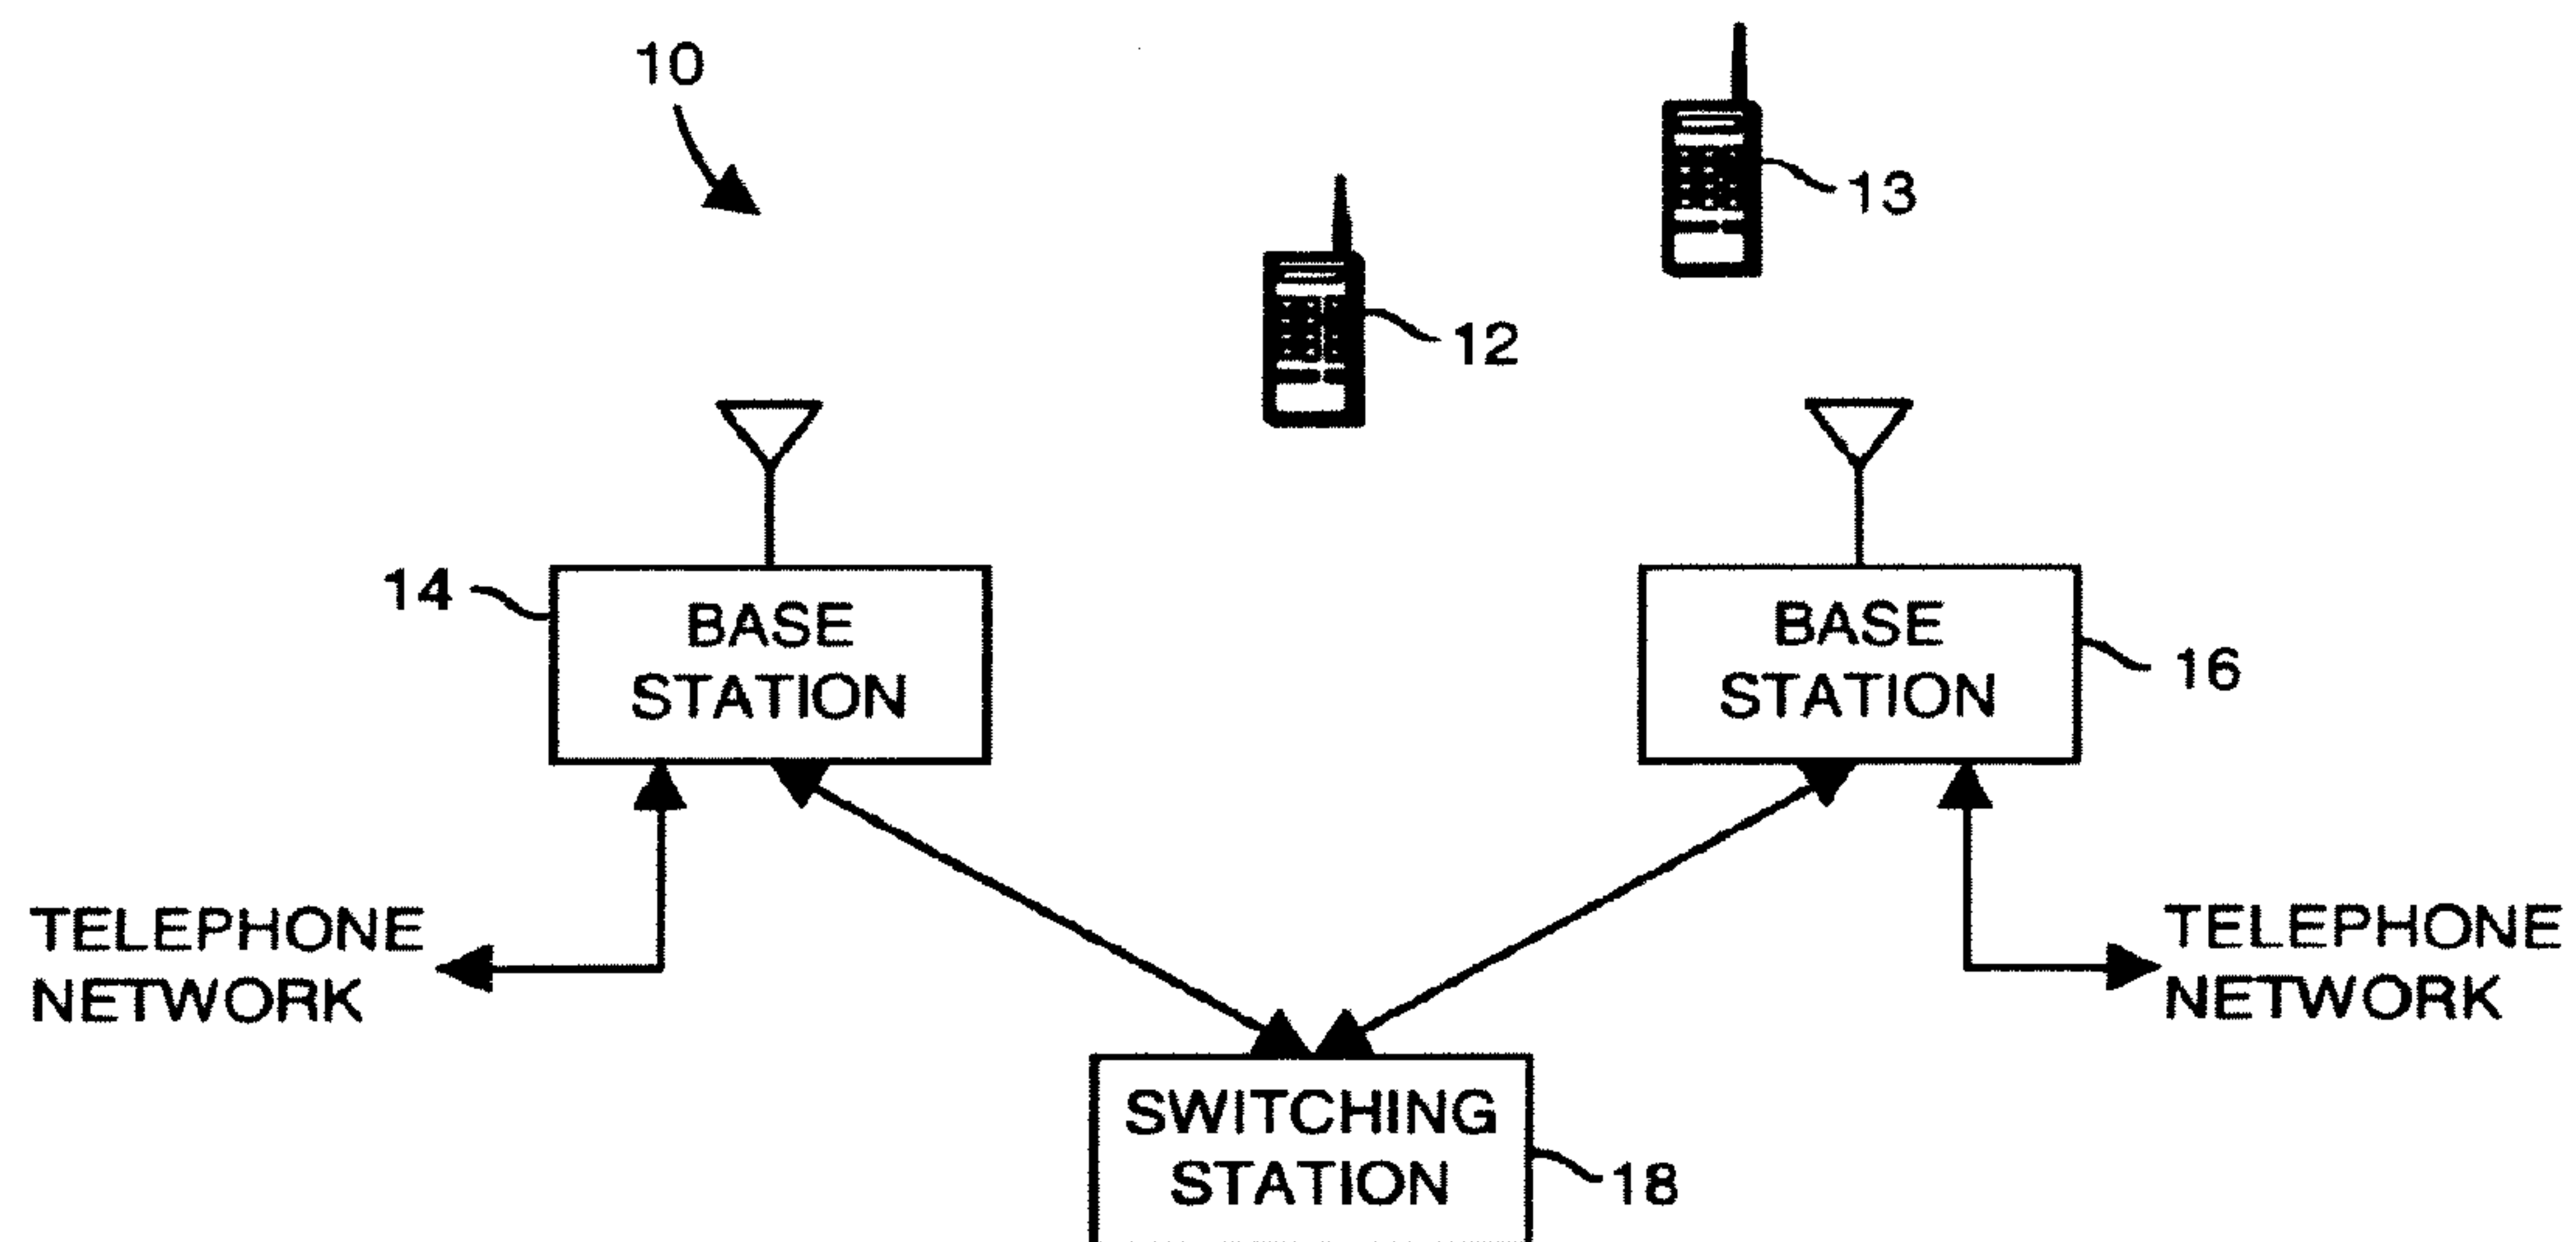 10
13
12
14
BASE
STATION
BASE
STATION
16
TELEPHONE
NETWORK
TELEPHONE
NETWORK
SWITCHING
STATION
18